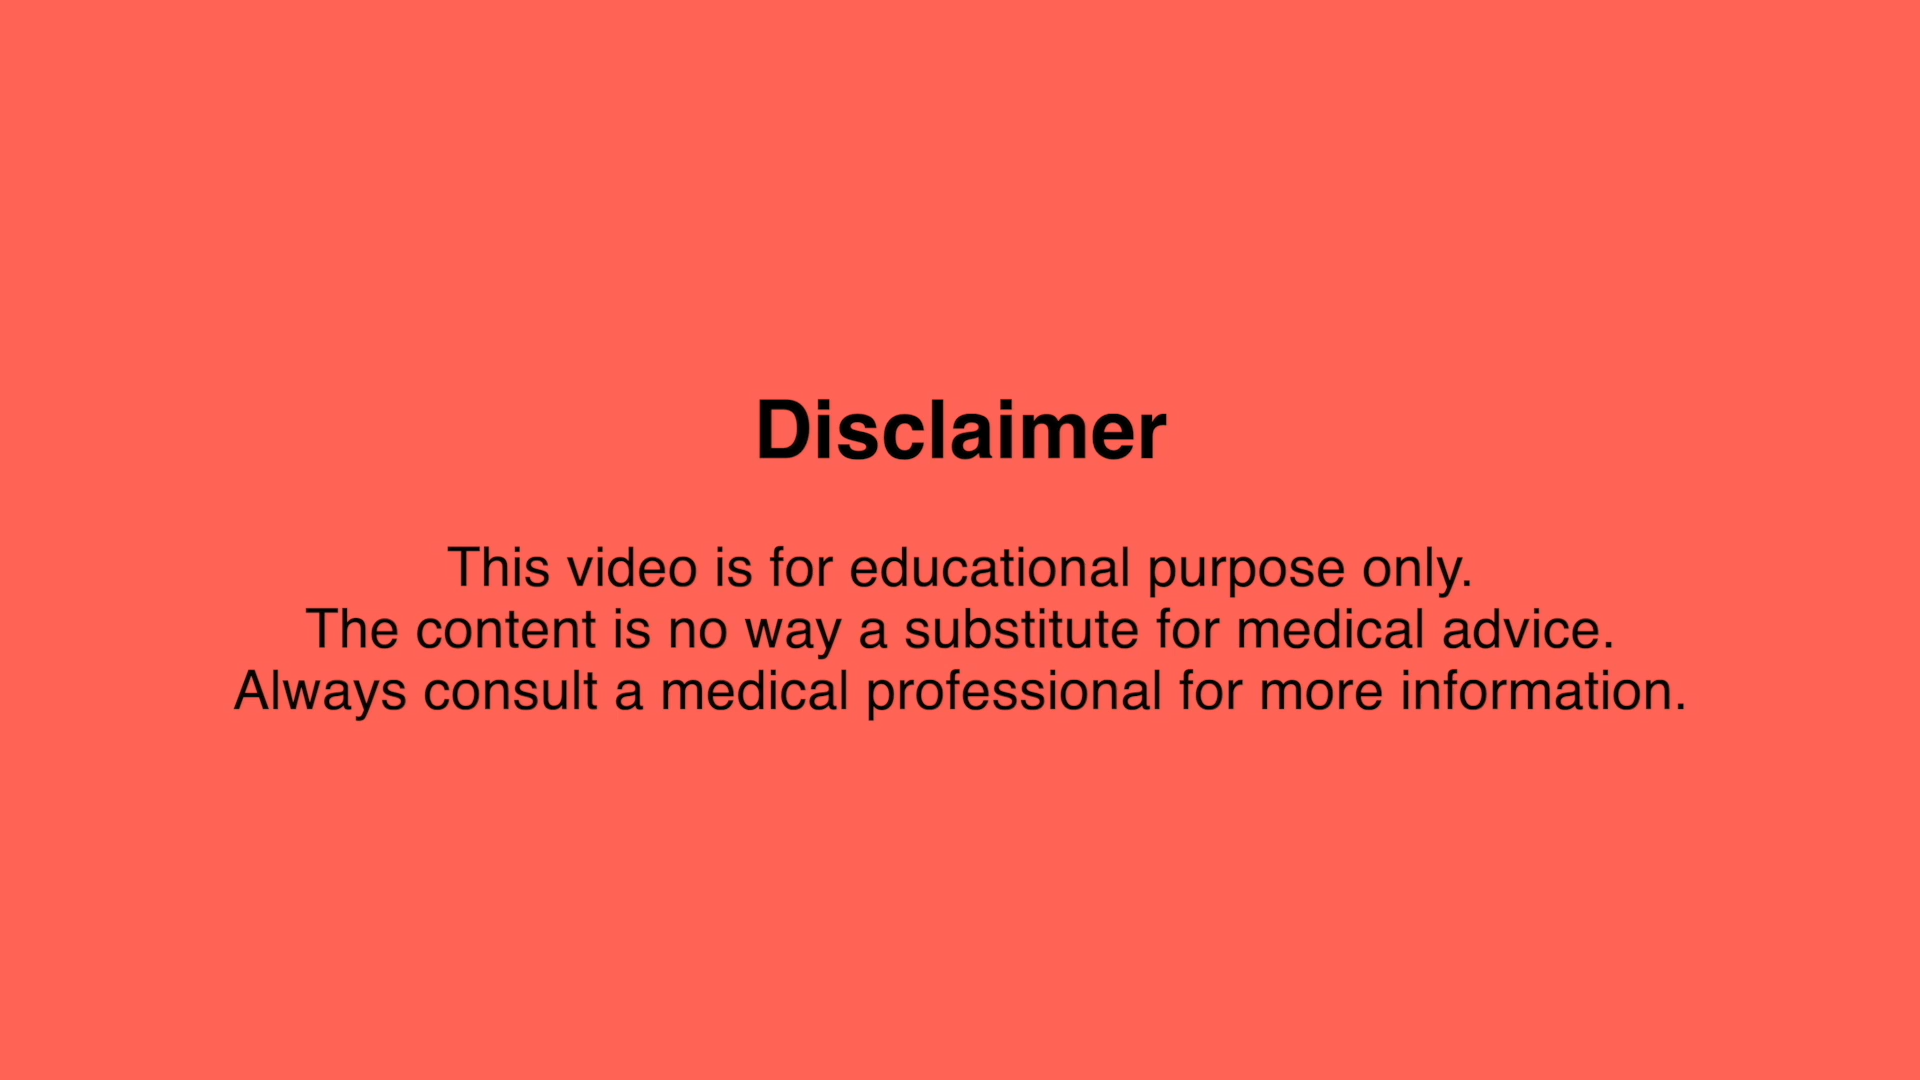 Disclaimer
This video is for educational purpose only.
The content is no way a substitute for medical advice.
Always consult a medical professional for more information.